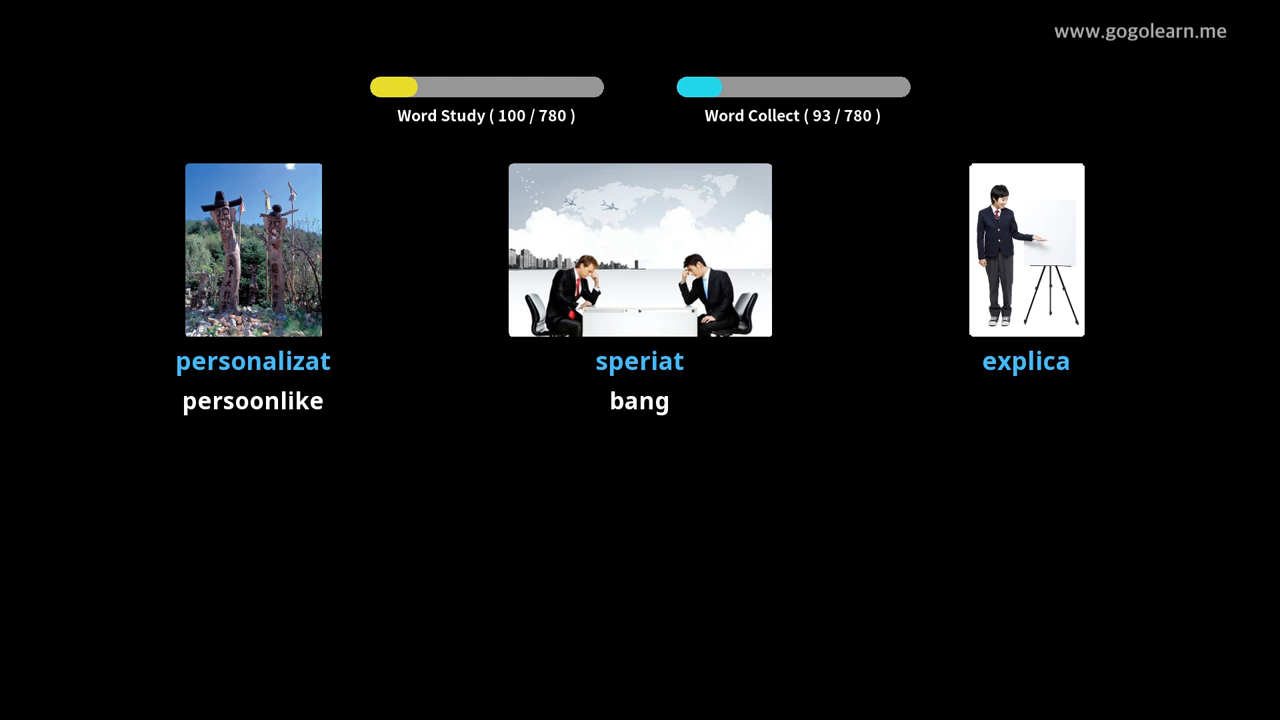 www.gogolearn.me
Word Study ( 100 / 780 )
Word Collect ( 93 / 780 )
personalizat
speriat
explica
persoonlike
bang